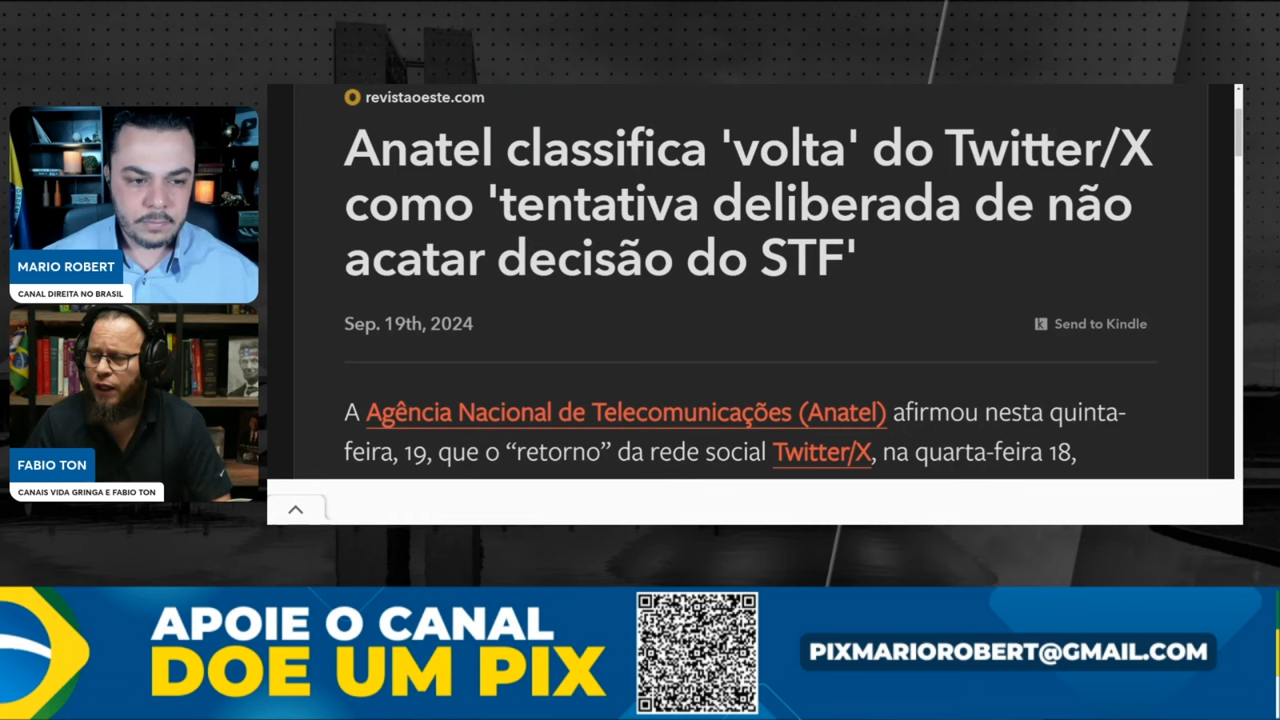 revistaoeste.com
Anatel classifica 'volta' do Twitter/X
como 'tentativa deliberada de não
acatar decisão do STF'
Sep. 19th, 2024
Send to Kindle
A Agência Nacional de Telecomunicações (Anatel) afirmou nesta quinta-
feira, 19, que o “retorno” da rede social Twitter/X, na quarta-feira 18,
MARIO ROBERT
CANAL DIREITA NO BRASIL
FABIO TON
CANAIS VIDA GRINGA E FABIO TON
APOIE O CANAL
DOE UM PIX
PIXMARIOROBERT@GMAIL.COM